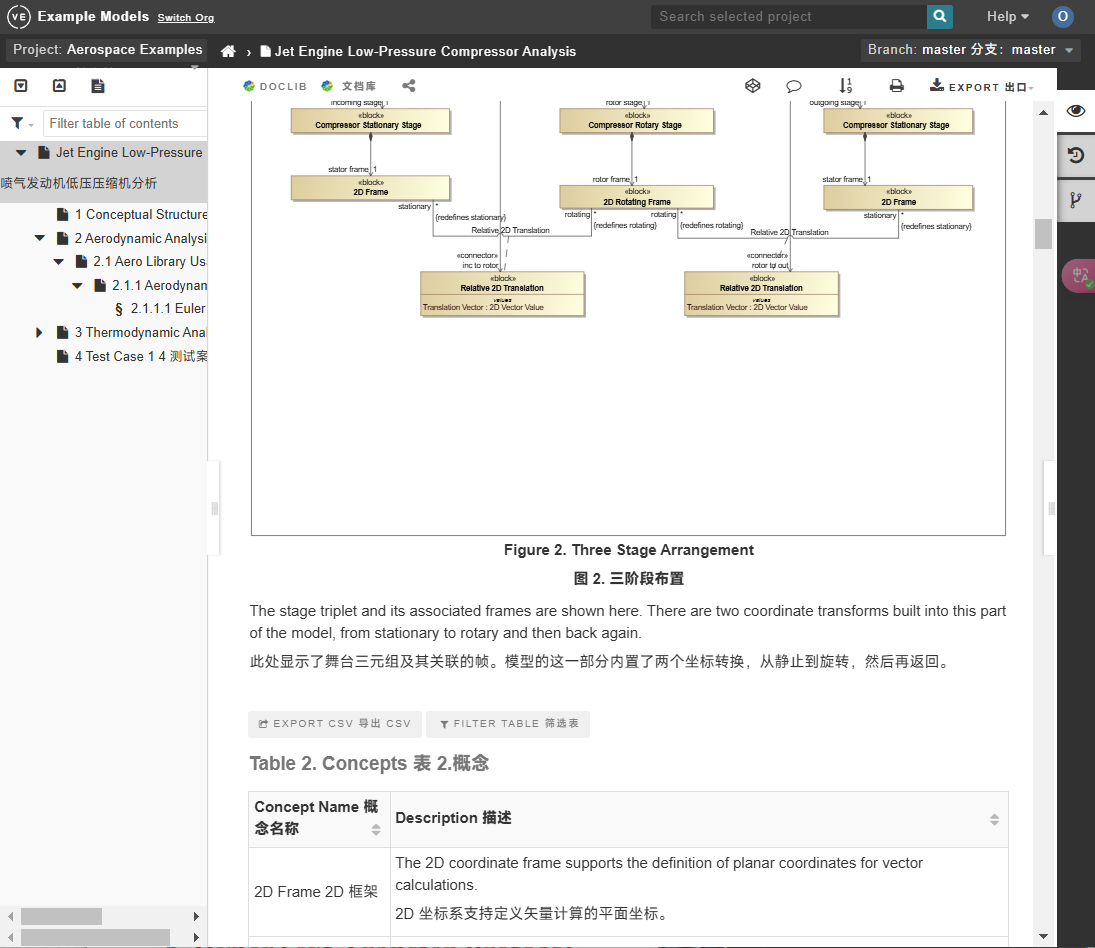 VE Example Models Switch Org
Search selected project
Help
O
Project: Aerospace Examples
Jet Engine Low-Pressure Compressor Analysis
Branch: master 分支：master
DOCLIB 文档库
EXPORT 出口
Filter table of contents
Jet Engine Low-Pressure
喷气发动机低压压缩机分析
1 Conceptual Structure
2 Aerodynamic Analysi
2.1 Aero Library Us
2.1.1 Aerodynan
§ 2.1.1.1 Euler
3 Thermodynamic Anal
4 Test Case 1 4 测试案
incoming stage 1
rotor stage 1
outgoing stage 1
«block»
Compressor Stationary Stage
«block»
Compressor Rotary Stage
«block»
Compressor Stationary Stage
stator frame 1
rotor frame 1
stator frame 1
«block»
2D Frame
«block»
2D Rotating Frame
«block»
2D Frame
stationary *
{redefines stationary}
rotating *
{redefines rotating}
rotating *
{redefines rotating}
stationary *
{redefines stationary}
Relative 2D Translation
Relative 2D Translation
«connector»
inc to rotor
«connector»
rotor to out
«block»
Relative 2D Translation
values
Translation Vector : 2D Vector Value
«block»
Relative 2D Translation
values
Translation Vector : 2D Vector Value
Figure 2. Three Stage Arrangement
图 2. 三阶段布置
The stage triplet and its associated frames are shown here. There are two coordinate transforms built into this part
of the model, from stationary to rotary and then back again.
此处显示了舞台三元组及其关联的帧。模型的这一部分内置了两个坐标转换，从静止到旋转，然后再返回。
EXPORT CSV 导出 CSV
FILTER TABLE 筛选表
Table 2. Concepts 表 2.概念
Concept Name 概
念名称
Description 描述
2D Frame 2D 框架
The 2D coordinate frame supports the definition of planar coordinates for vector
calculations.
2D 坐标系支持定义矢量计算的平面坐标。